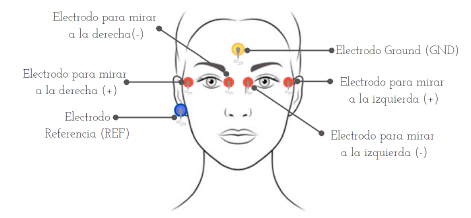 Electrodo para mirar
a la derecha(-)
Electrodo Ground (GND)
Electrodo para mirar
a la derecha (+)
Electrodo para mirar
a la izquierda (+)
Electrodo
Referencia (REF)
Electrodo para mirar
a la izquierda (-)